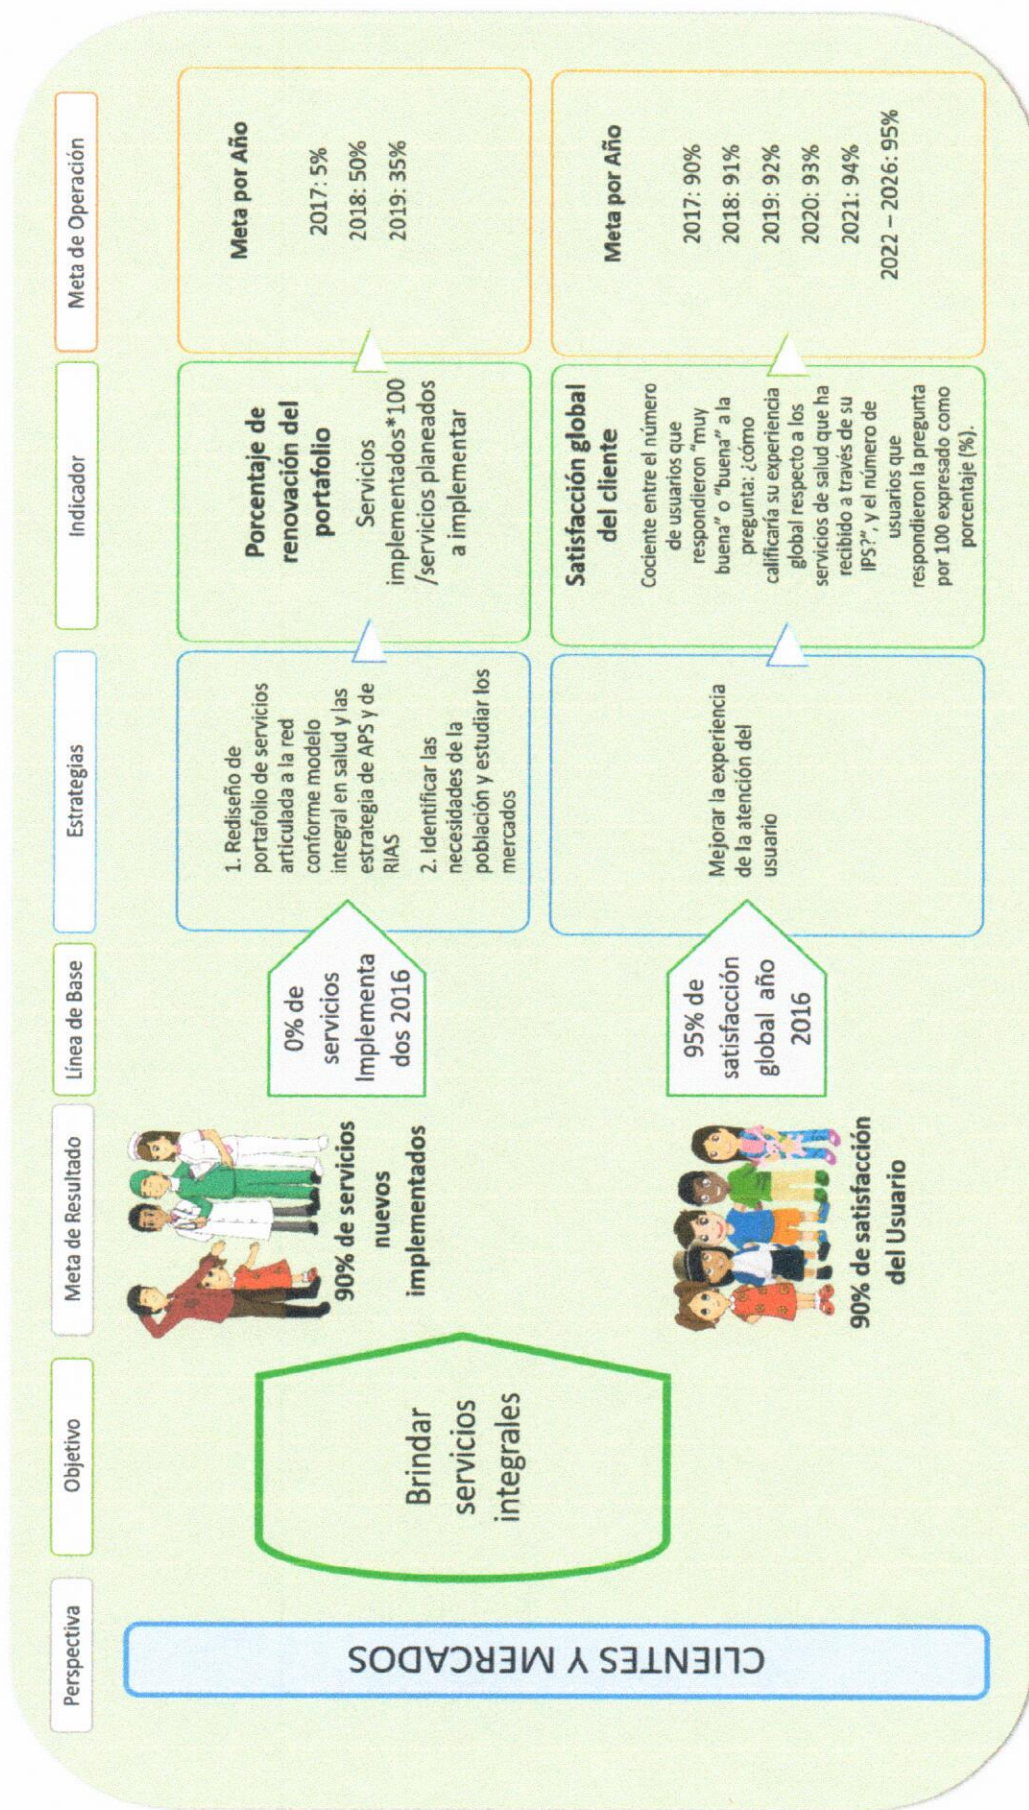 Perspectiva
Objetivo
Meta de Resultado
Línea de Base
Estrategias
Indicador
Meta de Operación
CLIENTES Y MERCADOS
Brindar
servicios
integrales
90% de servicios
nuevos
implementados
0% de
servicios
Implementa
dos 2016
1. Rediseño de
portafolio de servicios
articulada a la red
conforme modelo
integral en salud y las
estrategia de APS y de
RIAS
2. Identificar las
necesidades de la
población y estudiar los
mercados
Porcentaje de
renovación del
portafolio
Servicios
implementados*100
/servicios planeados
a implementar
Meta por Año
2017: 5%
2018: 50%
2019: 35%
90% de satisfacción
del Usuario
95% de
satisfacción
global año
2016
Mejorar la experiencia
de la atención del
usuario
Satisfacción global
del cliente
Cociente entre el número
de usuarios que
respondieron "muy
buena" o "buena" a la
pregunta: ¿cómo
calificaría su experiencia
global respecto a los
servicios de salud que ha
recibido a través de su
IPS?", y el número de
usuarios que
respondieron la pregunta
por 100 expresado como
porcentaje (%).
Meta por Año
2017: 90%
2018: 91%
2019: 92%
2020: 93%
2021: 94%
2022 – 2026: 95%